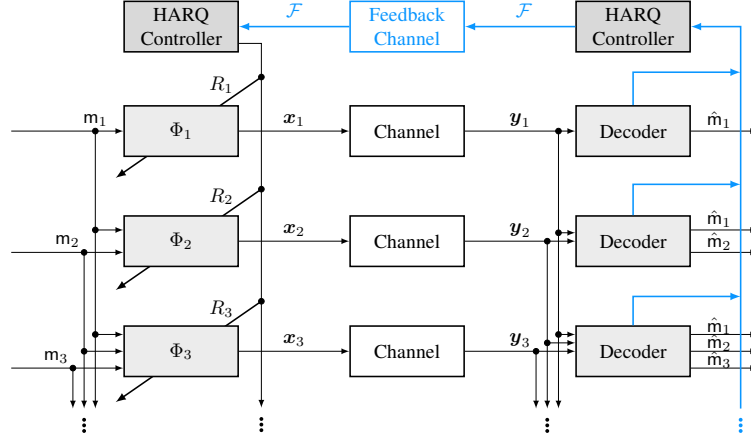 HARQ
Controller
𝓕
Feedback
Channel
𝓕
HARQ
Controller
R₁
m₁
Φ₁
x₁
Channel
y₁
Decoder
m̂₁
R₂
m₂
Φ₂
x₂
Channel
y₂
Decoder
m̂₁
m̂₂
R₃
m₃
Φ₃
x₃
Channel
y₃
Decoder
m̂₁
m̂₂
m̂₃